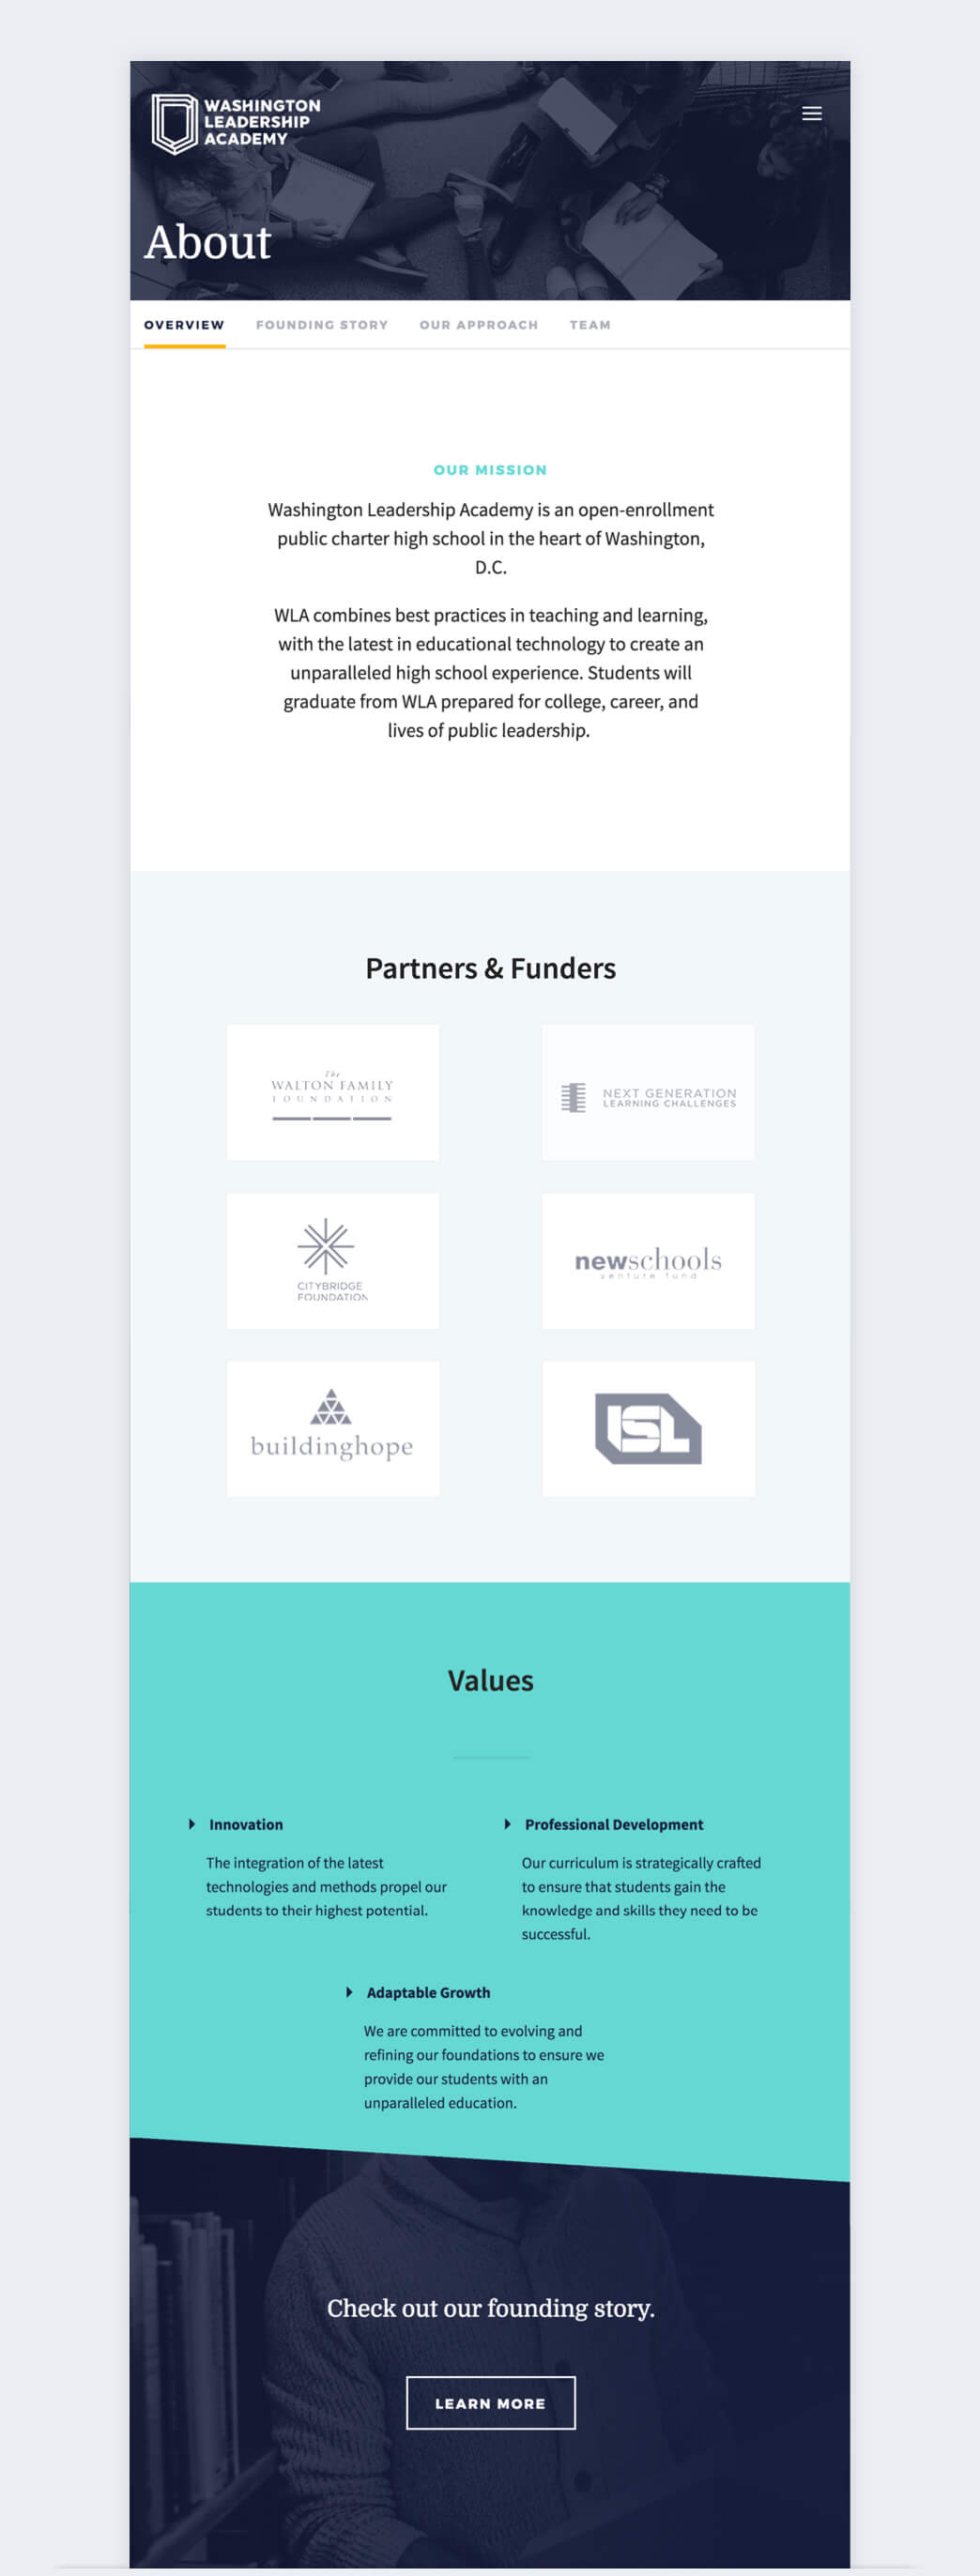 WASHINGTON
LEADERSHIP
ACADEMY
About
OVERVIEW FOUNDING STORY OUR APPROACH TEAM
OUR MISSION
Washington Leadership Academy is an open-enrollment
public charter high school in the heart of Washington,
D.C.
WLA combines best practices in teaching and learning,
with the latest in educational technology to create an
unparalleled high school experience. Students will
graduate from WLA prepared for college, career, and
lives of public leadership.
Partners & Funders
The
WALTON FAMILY
FOUNDATION
NEXT GENERATION
LEARNING CHALLENGES
CITYBRIDGE
FOUNDATION
newschools
venture fund
buildinghope
ISL
Values
Innovation
The integration of the latest
technologies and methods propel our
students to their highest potential.
Professional Development
Our curriculum is strategically crafted
to ensure that students gain the
knowledge and skills they need to be
successful.
Adaptable Growth
We are committed to evolving and
refining our foundations to ensure we
provide our students with an
unparalleled education.
Check out our founding story.
LEARN MORE